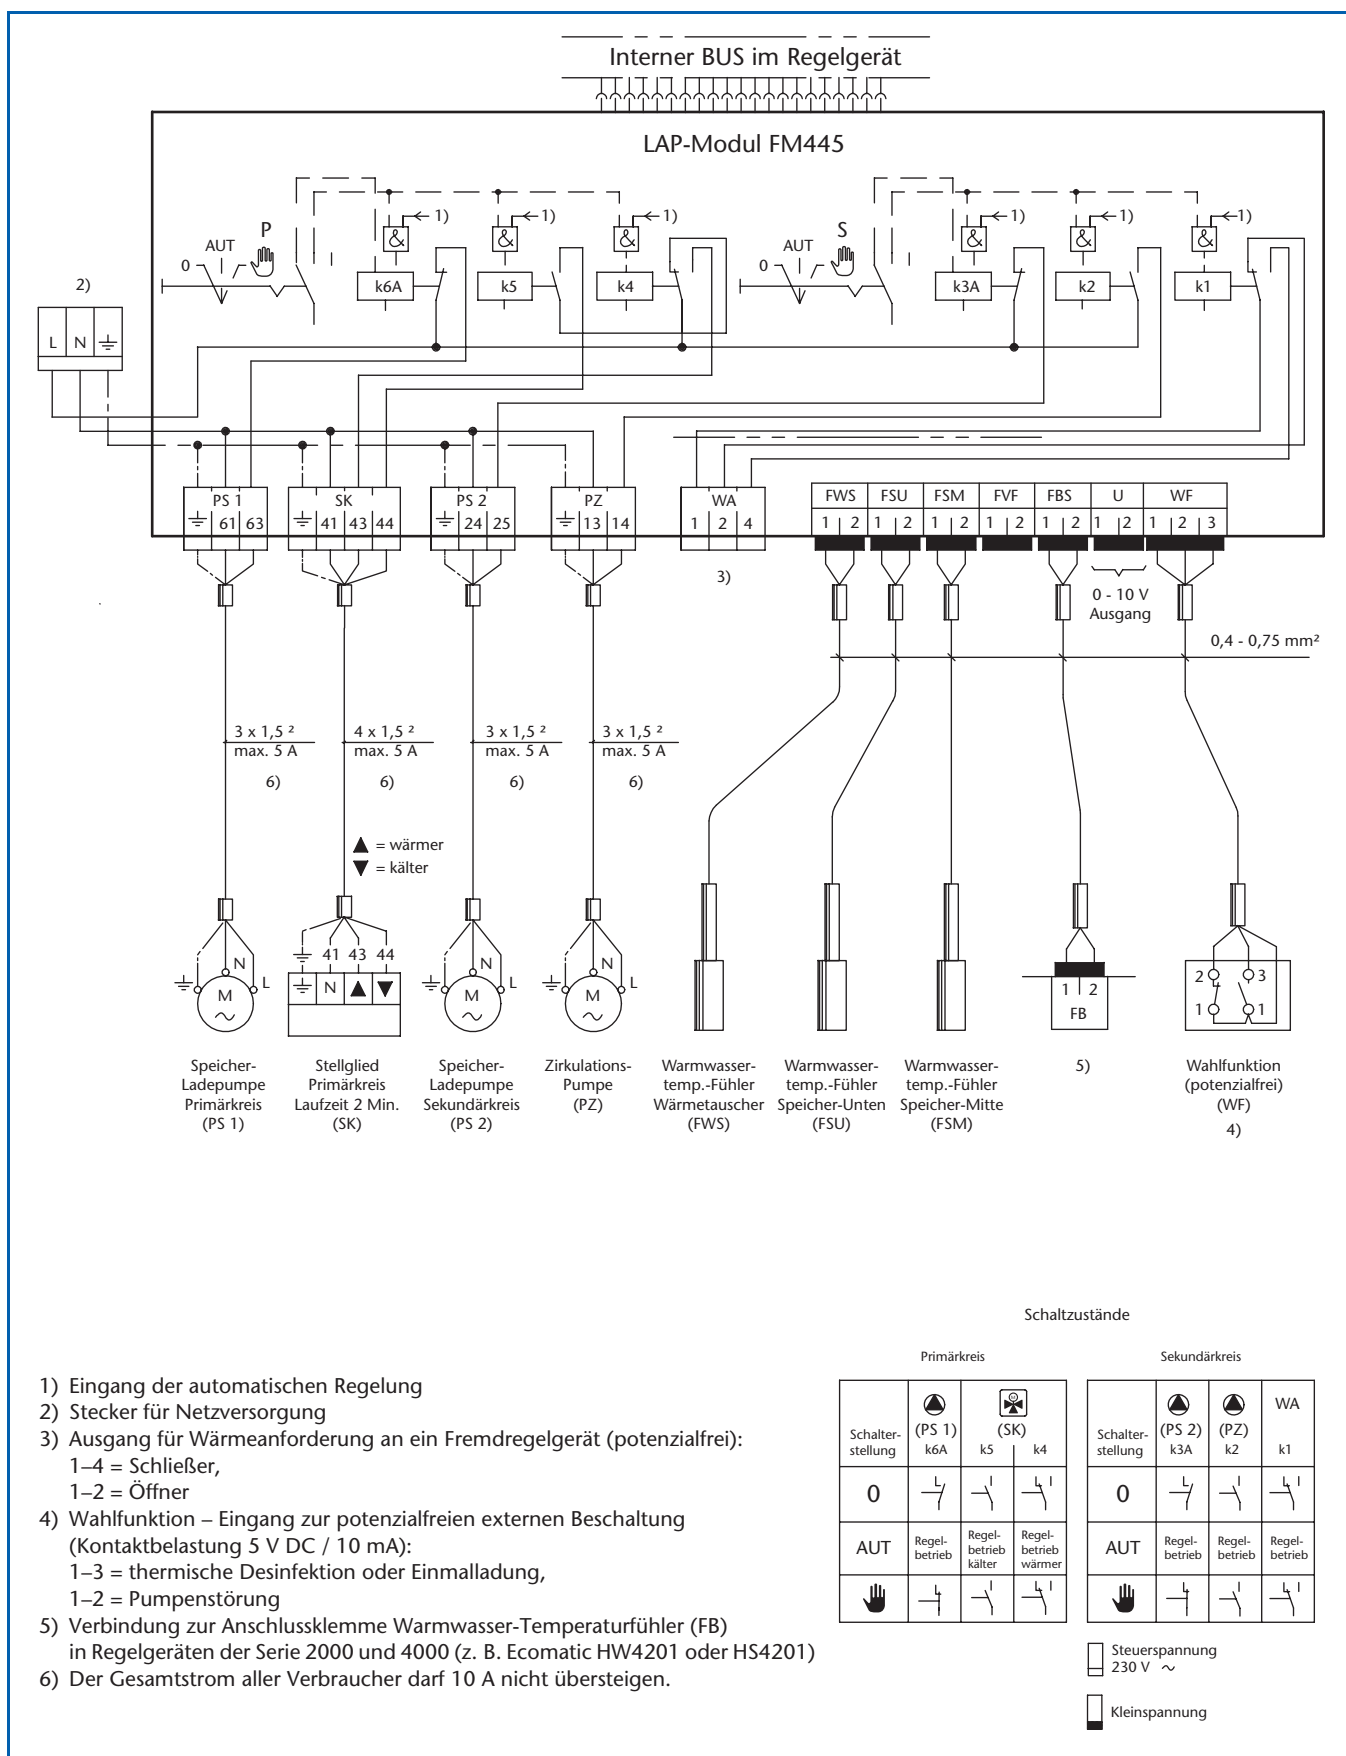 Interner BUS im Regelgerät
LAP-Modul FM445
1) 1) 1) 1) 1) 1)
P S
AUT AUT
0 0
k6A k5 k4 k3A k2 k1
2)
L N
PS 1 SK PS 2 PZ WA FWS FSU FSM FVF FBS U WF
61 63 41 43 44 24 25 13 14 1 2 4 1 2 1 2 1 2 1 2 1 2 1 2 1 2 3
3)
0 - 10 V
Ausgang
0,4 - 0,75 mm²
3 x 1,5 ² 4 x 1,5 ² 3 x 1,5 ² 3 x 1,5 ²
max. 5 A max. 5 A max. 5 A max. 5 A
6) 6) 6) 6)
▲ = wärmer
▼ = kälter
41 43 44
N L N N L N L
M M M
1 2
FB
2 3
1 1
Speicher-
Ladepumpe
Primärkreis
(PS 1)
Stellglied
Primärkreis
Laufzeit 2 Min.
(SK)
Speicher-
Ladepumpe
Sekundärkreis
(PS 2)
Zirkulations-
Pumpe
(PZ)
Warmwasser-
temp.-Fühler
Wärmetauscher
(FWS)
Warmwasser-
temp.-Fühler
Speicher-Unten
(FSU)
Warmwasser-
temp.-Fühler
Speicher-Mitte
(FSM)
5)
Wahlfunktion
(potenzialfrei)
(WF)
4)
1) Eingang der automatischen Regelung
2) Stecker für Netzversorgung
3) Ausgang für Wärmeanforderung an ein Fremdregelgerät (potenzialfrei):
1–4 = Schließer,
1–2 = Öffner
4) Wahlfunktion – Eingang zur potenzialfreien externen Beschaltung
(Kontaktbelastung 5 V DC / 10 mA):
1–3 = thermische Desinfektion oder Einmalladung,
1–2 = Pumpenstörung
5) Verbindung zur Anschlussklemme Warmwasser-Temperaturfühler (FB)
in Regelgeräten der Serie 2000 und 4000 (z. B. Ecomatic HW4201 oder HS4201)
6) Der Gesamtstrom aller Verbraucher darf 10 A nicht übersteigen.
Schaltzustände
Primärkreis
Schalter-
stellung
(PS 1)
k6A
(SK)
k5 k4
0
AUT
Regel-
betrieb
Regel-
betrieb
kälter
Regel-
betrieb
wärmer
Sekundärkreis
Schalter-
stellung
(PS 2)
k3A
(PZ)
k2
WA
k1
0
AUT
Regel-
betrieb
Regel-
betrieb
Regel-
betrieb
Steuerspannung
230 V ~
Kleinspannung